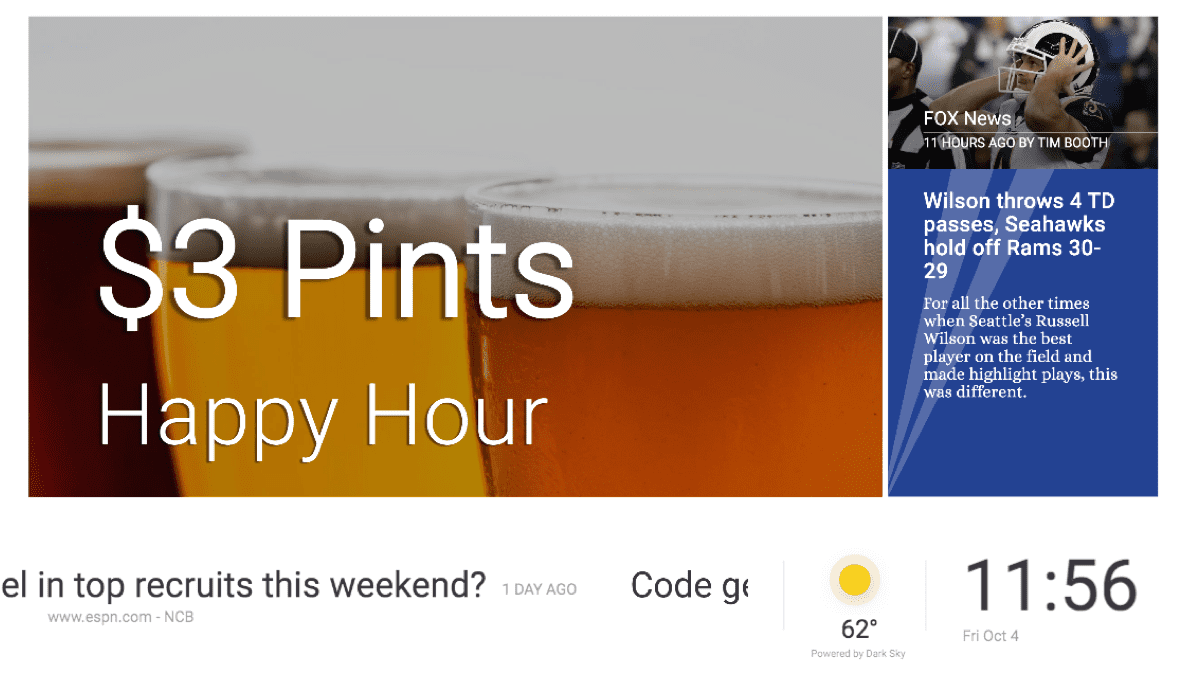 $3 Pints
Happy Hour
FOX News
11 HOURS AGO BY TIM BOOTH
Wilson throws 4 TD
passes, Seahawks
hold off Rams 30-
29
For all the other times
when Seattle's Russell
Wilson was the best
player on the field and
made highlight plays, this
was different.
el in top recruits this weekend? 1 DAY AGO
www.espn.com - NCB
Code ge
62°
Powered by Dark Sky
11:56
Fri Oct 4